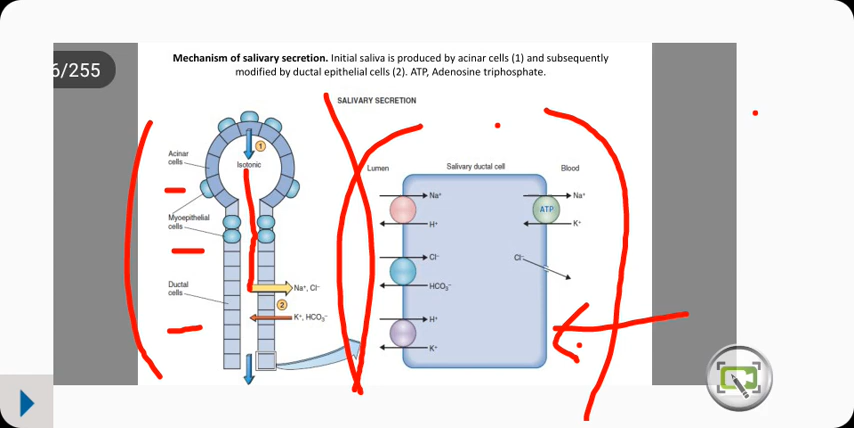 6/255
Mechanism of salivary secretion. Initial saliva is produced by acinar cells (1) and subsequently
modified by ductal epithelial cells (2). ATP, Adenosine triphosphate.
SALIVARY SECRETION
Acinar
cells
1
Isotonic
Myoepithelial
cells
Ductal
cells
Na⁺, Cl⁻
2
K⁺, HCO₃⁻
Lumen
Salivary ductal cell
Blood
Na⁺
H⁺
Cl⁻
HCO₃⁻
H⁺
K⁺
ATP
Na⁺
K⁺
Cl⁻